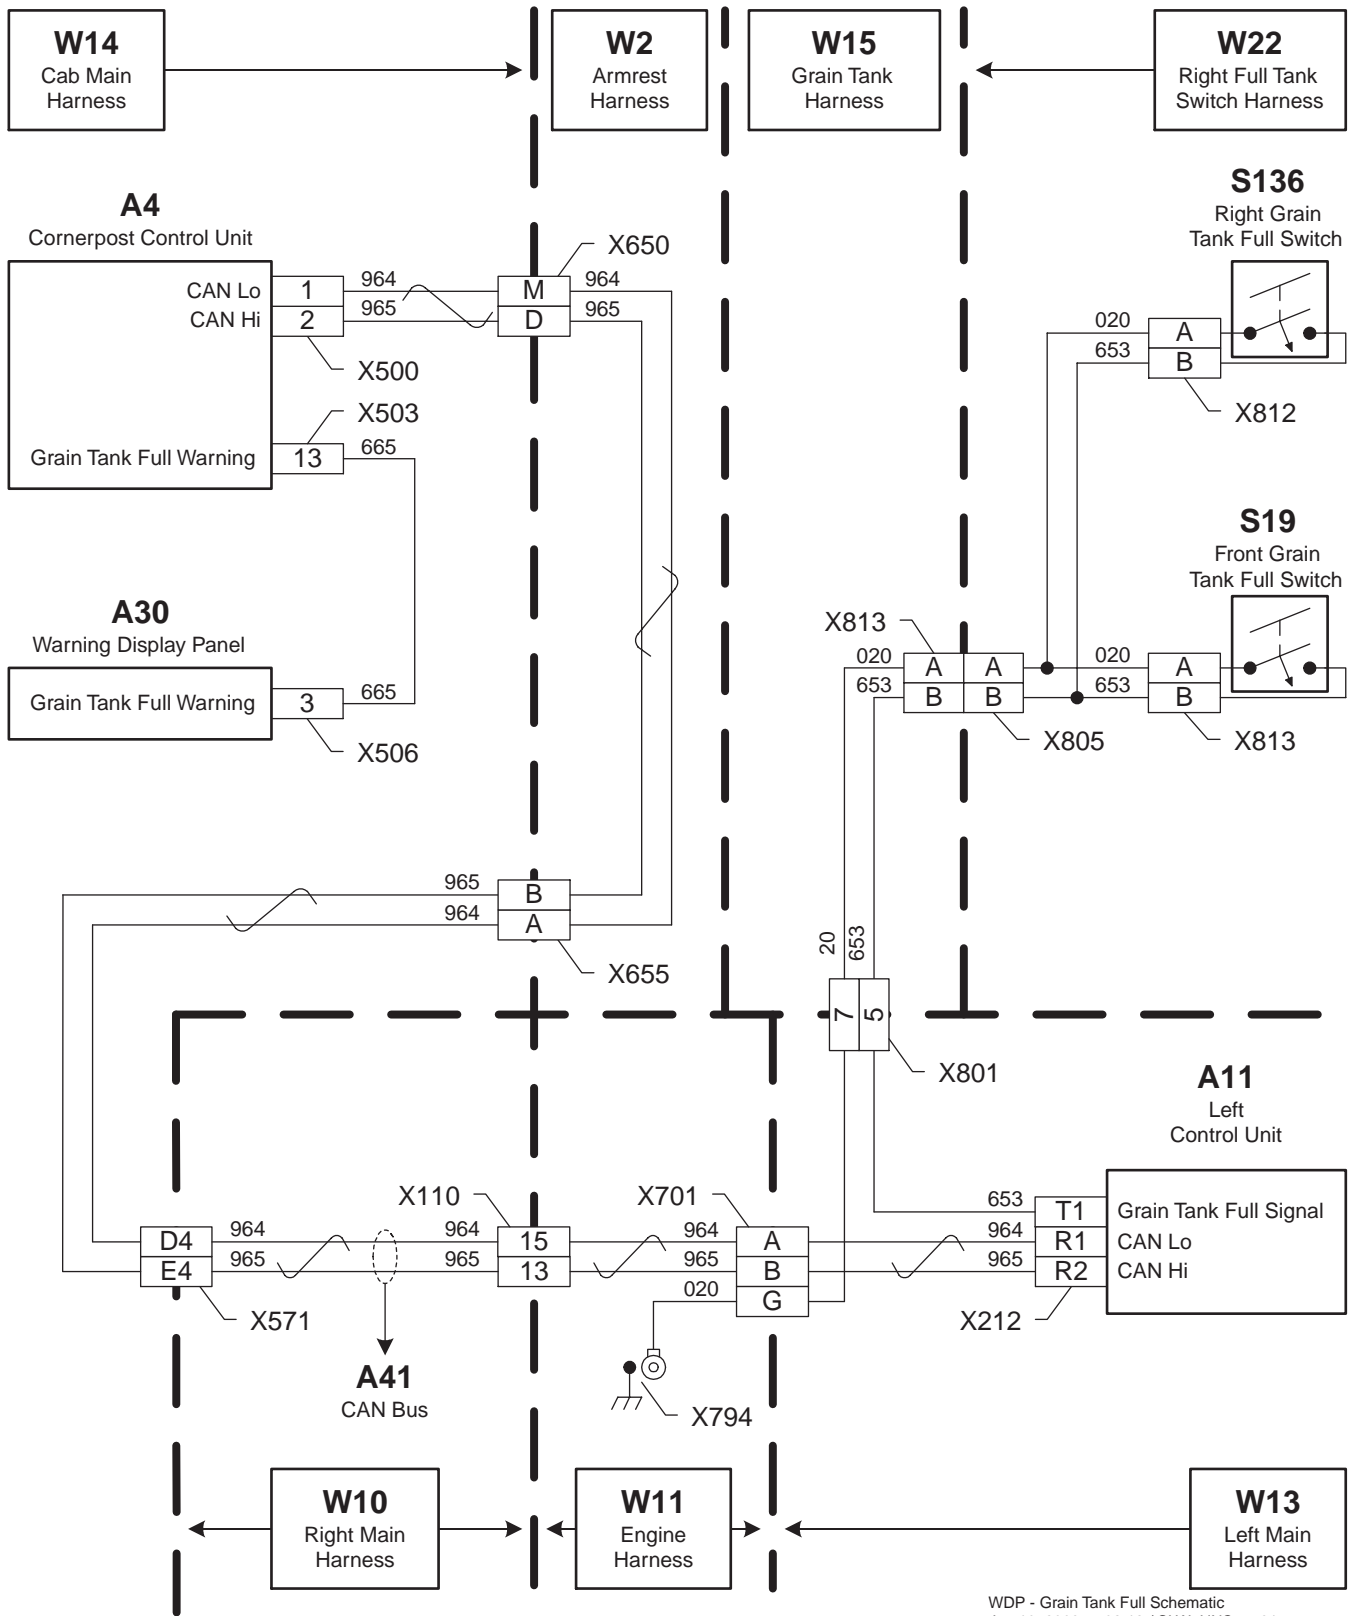 W14
Cab Main
Harness
W2
Armrest
Harness
W15
Grain Tank
Harness
W22
Right Full Tank
Switch Harness
S136
Right Grain
Tank Full Switch
A4
Cornerpost Control Unit
X650
CAN Lo 1 964 M 964
CAN Hi 2 965 D 965
X500
020 A
653 B
X812
X503
Grain Tank Full Warning 13 665
S19
Front Grain
Tank Full Switch
A30
Warning Display Panel
X813
020 A A 020 A
653 B B 653 B
X805
X813
Grain Tank Full Warning 3 665
X506
965 B
964 A
X655
20
653
7
5
X801
A11
Left
Control Unit
X110
X701
653 T1 Grain Tank Full Signal
D4 964 964 15 964 A 964 R1 CAN Lo
E4 965 965 13 965 B 965 R2 CAN Hi
020 G
X571
X212
A41
CAN Bus
X794
W10
Right Main
Harness
W11
Engine
Harness
W13
Left Main
Harness
WDP - Grain Tank Full Schematic